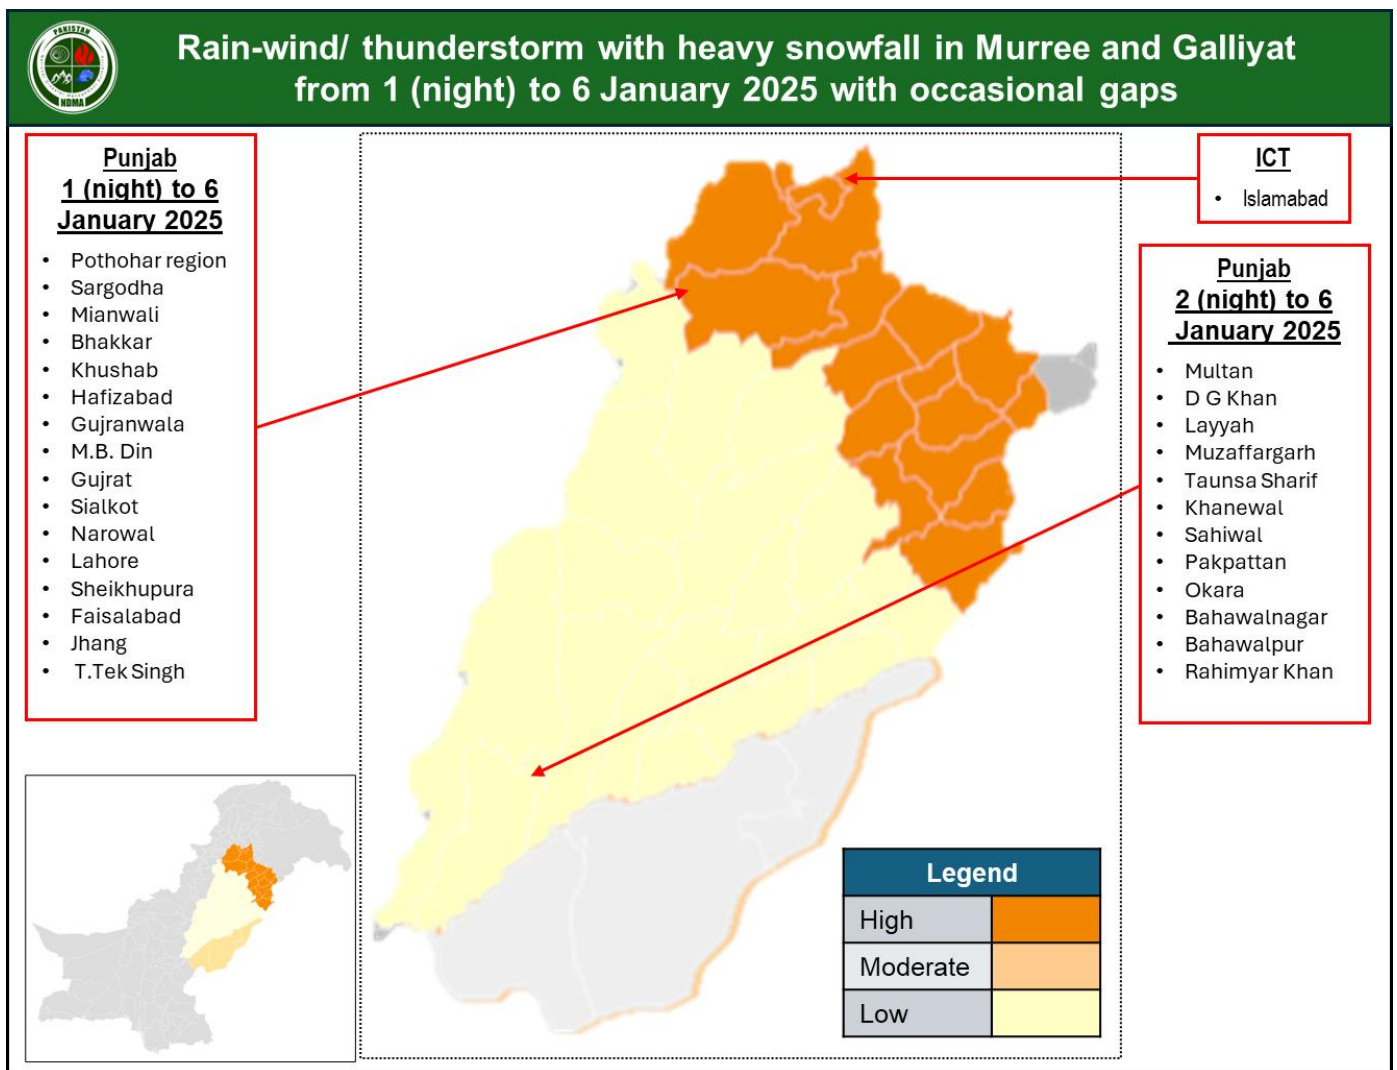 PAKISTAN
NDMA
Rain-wind/ thunderstorm with heavy snowfall in Murree and Galliyat
from 1 (night) to 6 January 2025 with occasional gaps
Punjab
1 (night) to 6
January 2025
• Pothohar region
• Sargodha
• Mianwali
• Bhakkar
• Khushab
• Hafizabad
• Gujranwala
• M.B. Din
• Gujrat
• Sialkot
• Narowal
• Lahore
• Sheikhupura
• Faisalabad
• Jhang
• T.Tek Singh
ICT
• Islamabad
Punjab
2 (night) to 6
January 2025
• Multan
• D G Khan
• Layyah
• Muzaffargarh
• Taunsa Sharif
• Khanewal
• Sahiwal
• Pakpattan
• Okara
• Bahawalnagar
• Bahawalpur
• Rahimyar Khan
Legend
High
Moderate
Low